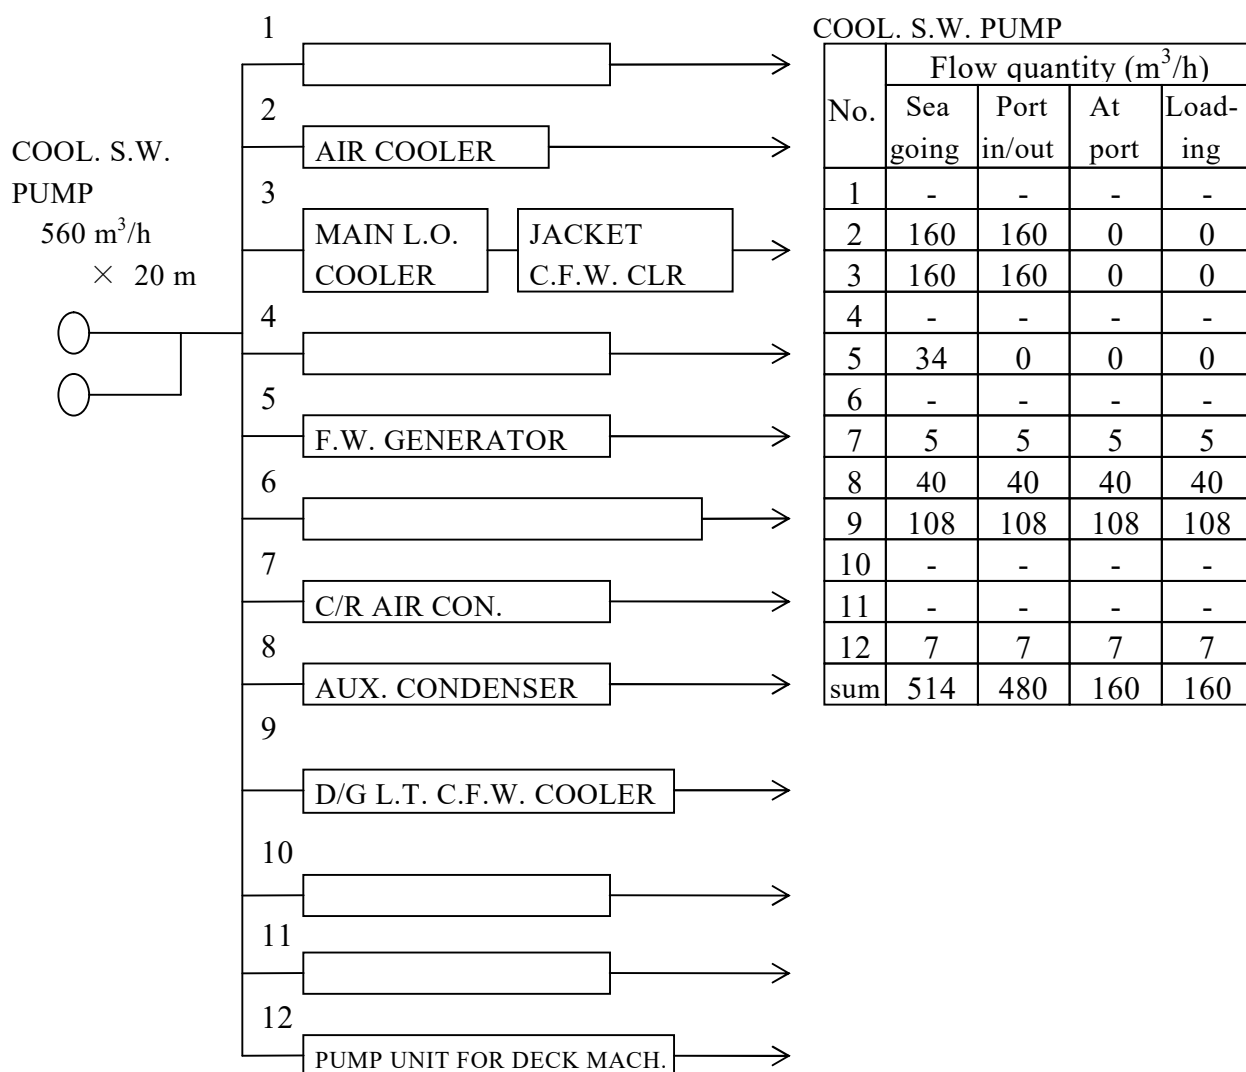 COOL. S.W.
PUMP
560 m³/h
× 20 m
1
2
AIR COOLER
3
MAIN L.O.
COOLER
JACKET
C.F.W. CLR
4
5
F.W. GENERATOR
6
7
C/R AIR CON.
8
AUX. CONDENSER
9
D/G L.T. C.F.W. COOLER
10
11
12
PUMP UNIT FOR DECK MACH.
COOL. S.W. PUMP
Flow quantity (m³/h)
No. Sea going Port in/out At port Load-ing
1 - - - -
2 160 160 0 0
3 160 160 0 0
4 - - - -
5 34 0 0 0
6 - - - -
7 5 5 5 5
8 40 40 40 40
9 108 108 108 108
10 - - - -
11 - - - -
12 7 7 7 7
sum 514 480 160 160